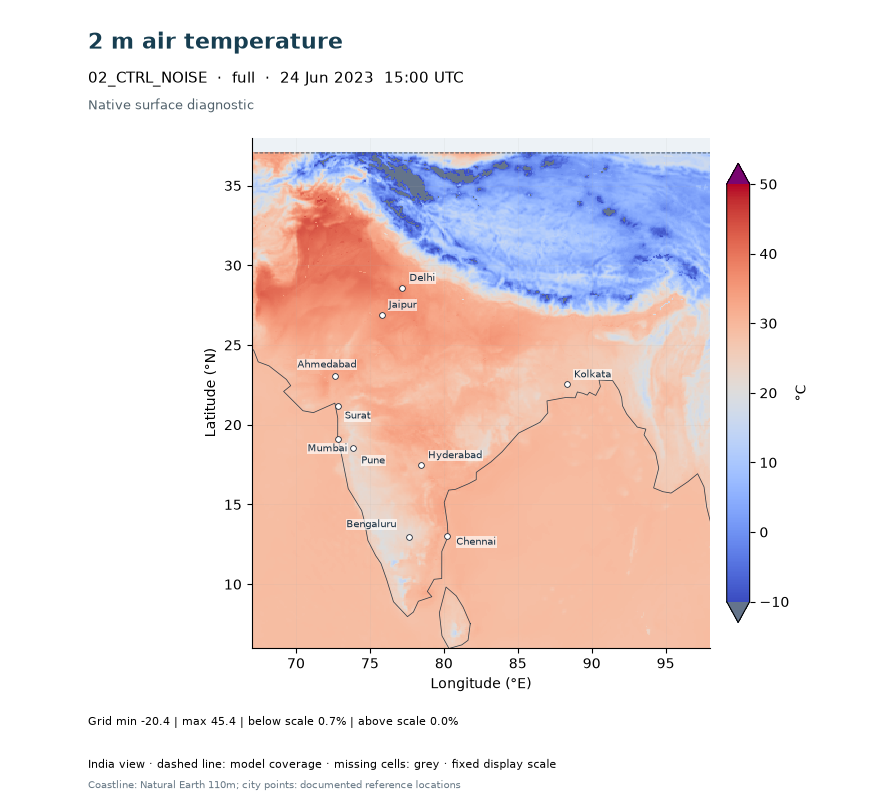 2 m air temperature
02_CTRL_NOISE · full · 24 Jun 2023 15:00 UTC
Native surface diagnostic
35
30
25
20
15
10
Latitude (°N)
Delhi
Jaipur
Ahmedabad
Surat
Kolkata
Mumbai
Pune
Hyderabad
Bengaluru
Chennai
70
75
80
85
90
95
Longitude (°E)
50
40
30
20
10
0
−10
°C
Grid min -20.4 | max 45.4 | below scale 0.7% | above scale 0.0%
India view · dashed line: model coverage · missing cells: grey · fixed display scale
Coastline: Natural Earth 110m; city points: documented reference locations